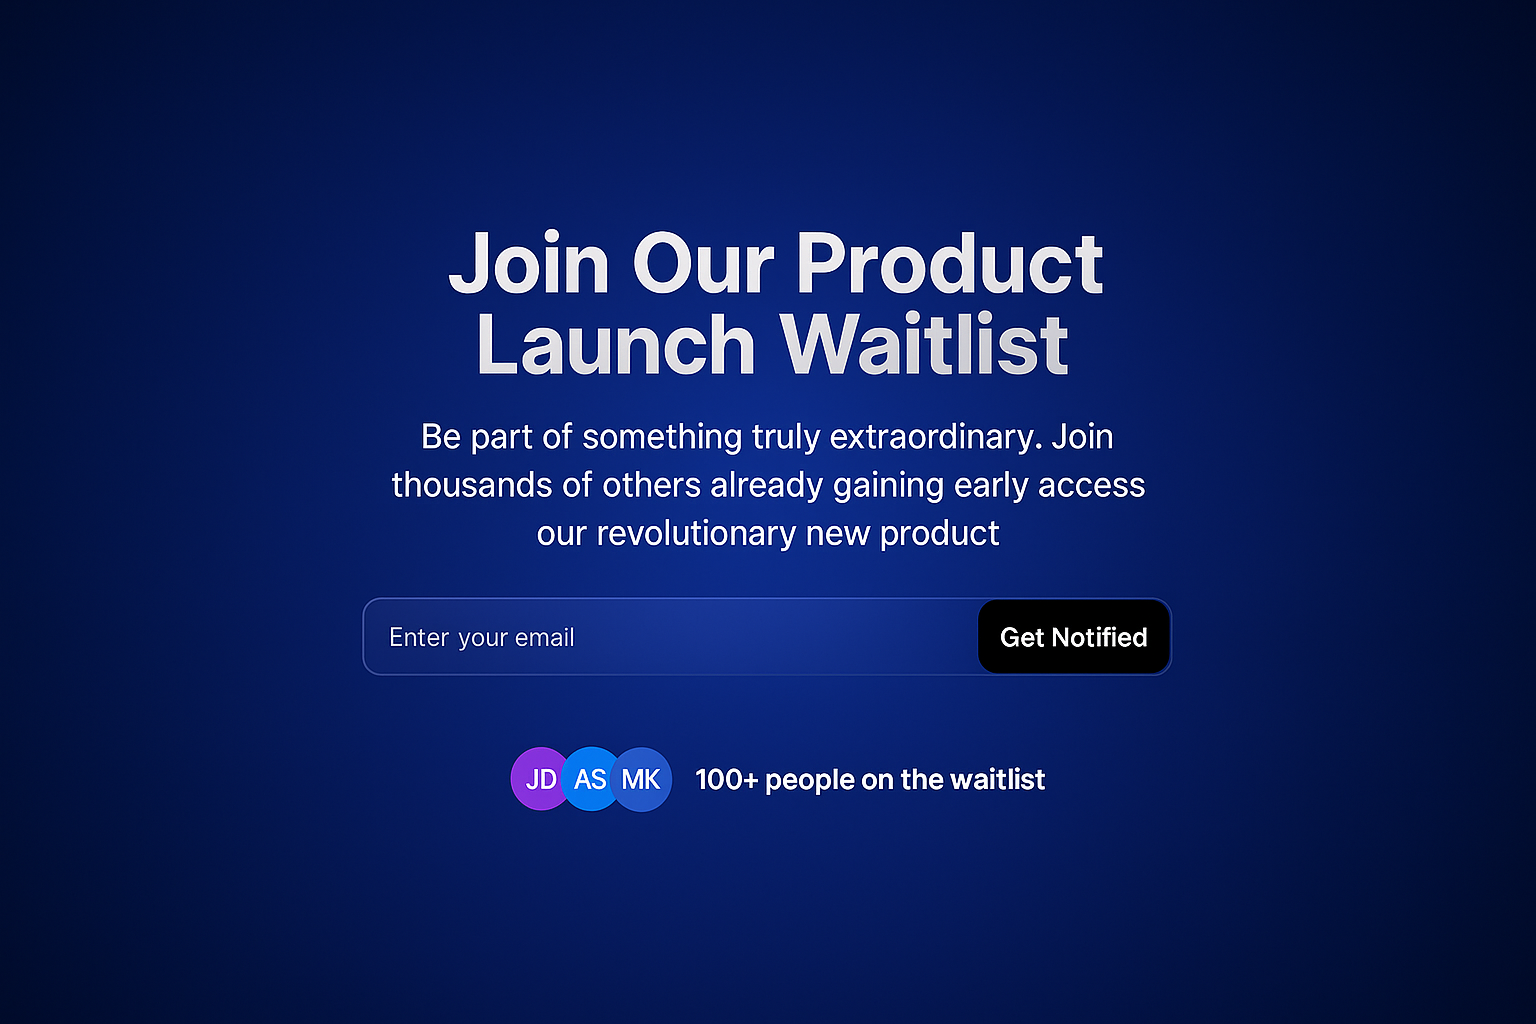 Join Our Product
Launch Waitlist
Be part of something truly extraordinary. Join
thousands of others already gaining early access
our revolutionary new product
Enter your email
Get Notified
JD AS MK 100+ people on the waitlist